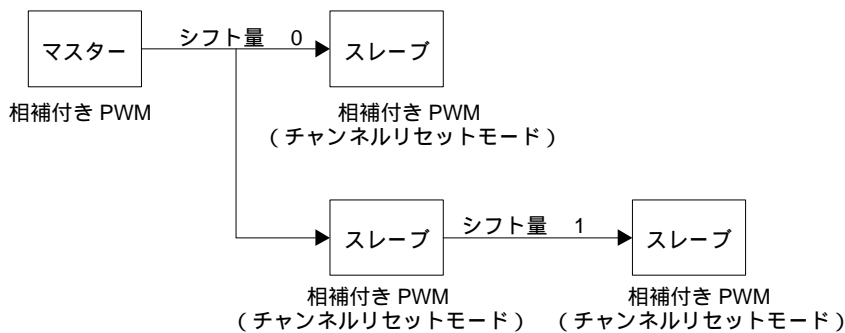 マスター
シフト量 0
スレーブ
相補付き PWM
相補付き PWM
(チャンネルリセットモード)
スレーブ
シフト量 1
スレーブ
相補付き PWM
(チャンネルリセットモード)
相補付き PWM
(チャンネルリセットモード)